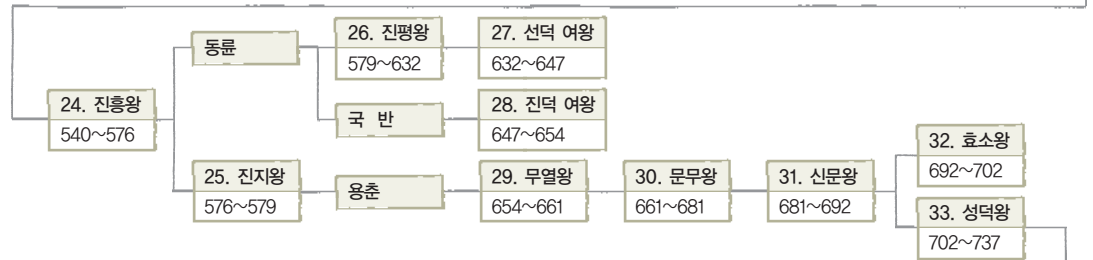 24. 진흥왕
540~576
동륜
26. 진평왕
579~632
27. 선덕 여왕
632~647
국 반
28. 진덕 여왕
647~654
25. 진지왕
576~579
용춘
29. 무열왕
654~661
30. 문무왕
661~681
31. 신문왕
681~692
32. 효소왕
692~702
33. 성덕왕
702~737